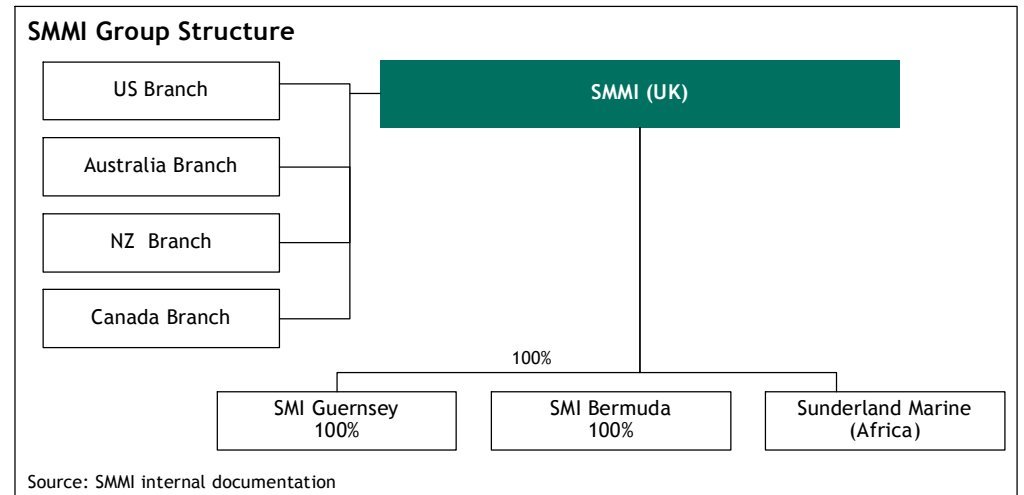 SMMI Group Structure
US Branch
SMMI (UK)
Australia Branch
NZ Branch
Canada Branch
100%
SMI Guernsey
100%
SMI Bermuda
100%
Sunderland Marine
(Africa)
Source: SMMI internal documentation